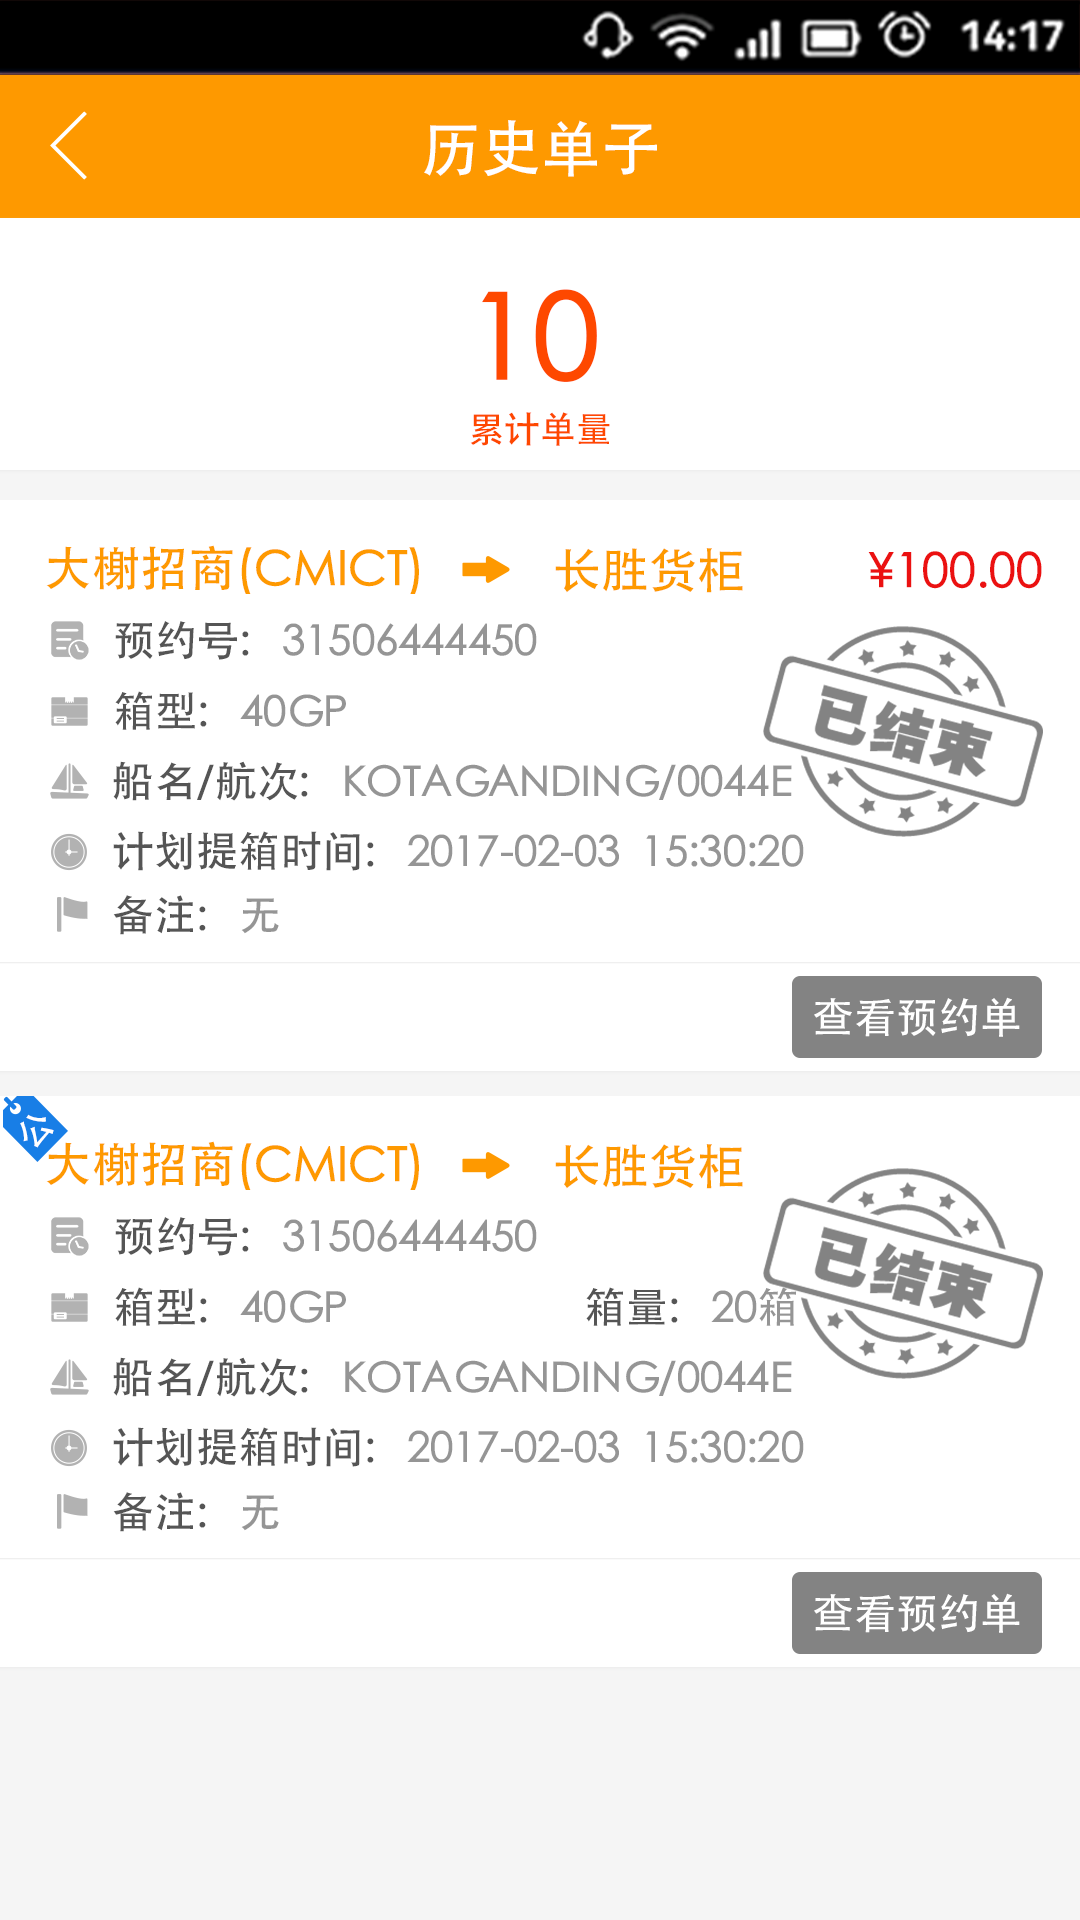 14:17
历史单子
10
累计单量
大榭招商(CMICT) 长胜货柜 ¥100.00
预约号: 31506444450
箱型: 40GP
已结束
船名/航次: KOTAGANDING/0044E
计划提箱时间: 2017-02-03 15:30:20
备注: 无
查看预约单
公
大榭招商(CMICT) 长胜货柜
预约号: 31506444450
已结束
箱型: 40GP 箱量: 20箱
船名/航次: KOTAGANDING/0044E
计划提箱时间: 2017-02-03 15:30:20
备注: 无
查看预约单